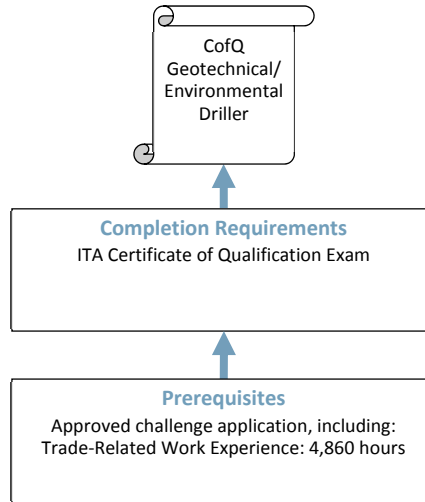 CofQ
Geotechnical/
Environmental
Driller
Completion Requirements
ITA Certificate of Qualification Exam
Prerequisites
Approved challenge application, including:
Trade-Related Work Experience: 4,860 hours